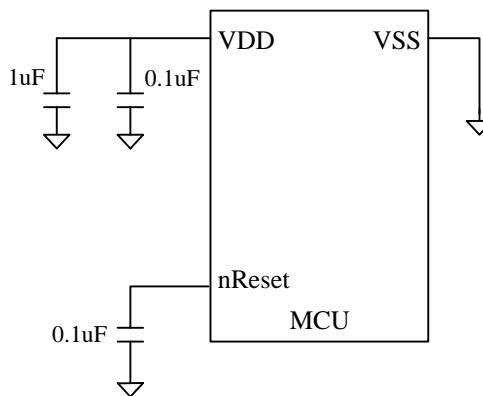 VDD
VSS
1uF
0.1uF
nReset
0.1uF
MCU